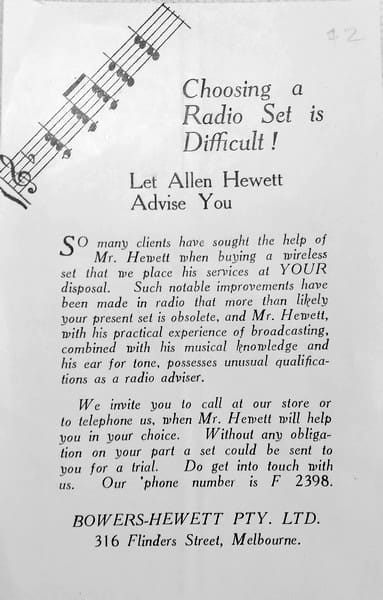 12
Choosing a
Radio Set is
Difficult!
Let Allen Hewett
Advise You
SO many clients have sought the help of
Mr. Hewett when buying a wireless
set that we place his services at YOUR
disposal. Such notable improvements have
been made in radio that more than likely
your present set is obsolete, and Mr. Hewett,
with his practical experience of broadcasting,
combined with his musical knowledge and
his ear for tone, possesses unusual qualifica-
tions as a radio adviser.
We invite you to call at our store or
to telephone us, when Mr. Hewett will help
you in your choice. Without any obliga-
tion on your part a set could be sent to
you for a trial. Do get into touch with
us. Our 'phone number is F 2398.
BOWERS-HEWETT PTY. LTD.
316 Flinders Street, Melbourne.